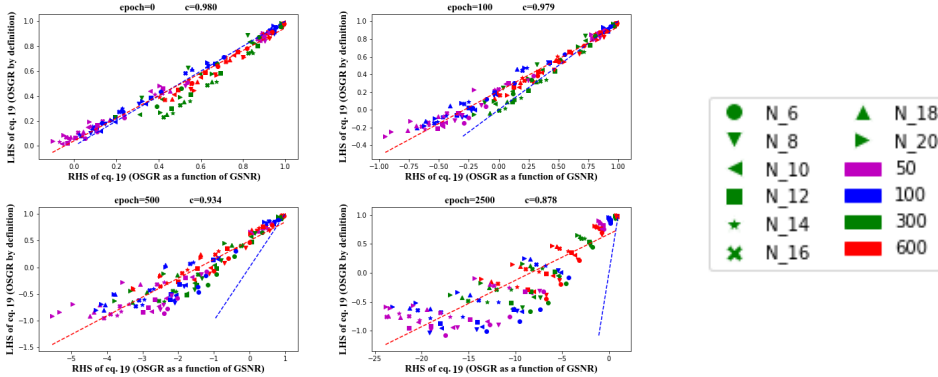 epoch=0 c=0.980
LHS of eq. 19 (OSGR by definition)
1.0
0.8
0.6
0.4
0.2
0.0
0.0 0.2 0.4 0.6 0.8 1.0
RHS of eq. 19 (OSGR as a function of GSNR)
epoch=100 c=0.979
LHS of eq. 19 (OSGR by definition)
1.0
0.8
0.6
0.4
0.2
0.0
−0.2
−0.4
−1.00 −0.75 −0.50 −0.25 0.00 0.25 0.50 0.75 1.00
RHS of eq. 19 (OSGR as a function of GSNR)
epoch=500 c=0.934
LHS of eq. 19 (OSGR by definition)
1.0
0.5
0.0
−0.5
−1.0
−1.5
−5 −4 −3 −2 −1 0 1
RHS of eq. 19 (OSGR as a function of GSNR)
epoch=2500 c=0.878
LHS of eq. 19 (OSGR by definition)
1.0
0.5
0.0
−0.5
−1.0
−25 −20 −15 −10 −5 0
RHS of eq. 19 (OSGR as a function of GSNR)
N_6
N_8
N_10
N_12
N_14
N_16
N_18
N_20
50
100
300
600